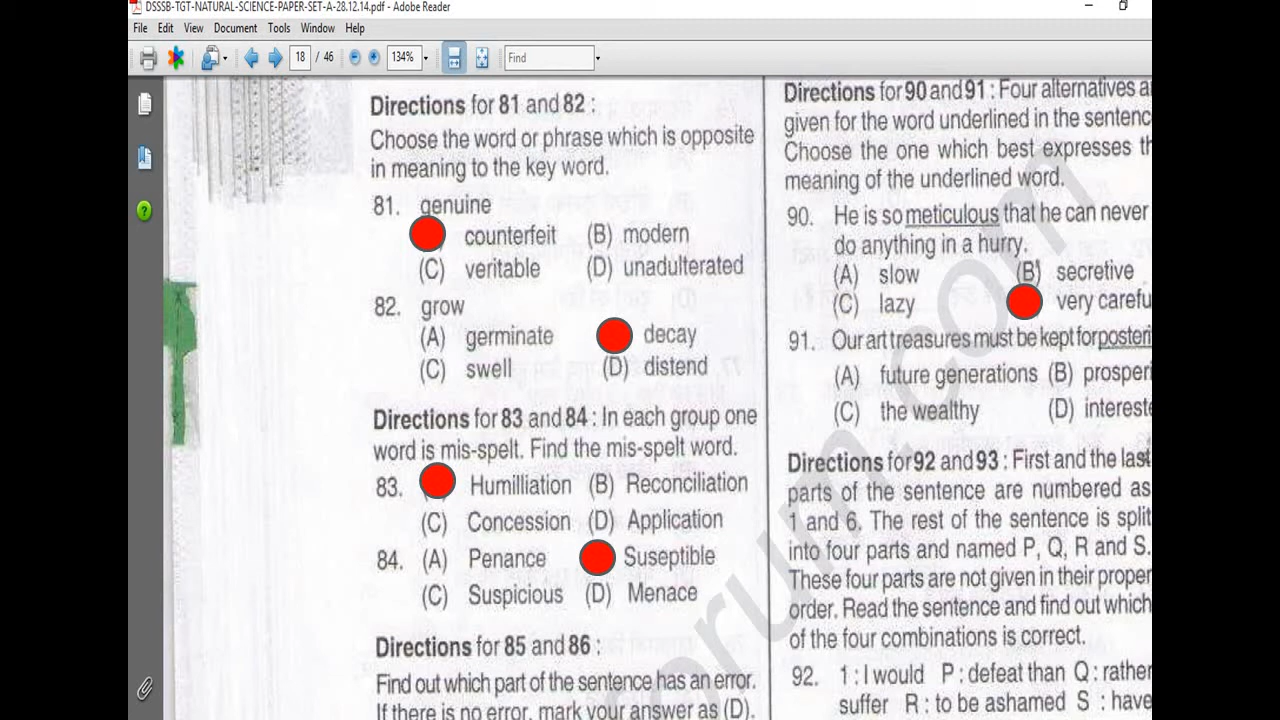 DSSSB-TGT-NATURAL-SCIENCE-PAPER-SET-A-28.12.14.pdf - Adobe Reader
File Edit View Document Tools Window Help
18 / 46 134% Find
Directions for 81 and 82 :
Choose the word or phrase which is opposite
in meaning to the key word.
81. genuine
counterfeit (B) modern
(C) veritable (D) unadulterated
82. grow
(A) germinate decay
(C) swell (D) distend
Directions for 83 and 84 : In each group one
word is mis-spelt. Find the mis-spelt word.
83. Humilliation (B) Reconciliation
(C) Concession (D) Application
84. (A) Penance Suseptible
(C) Suspicious (D) Menace
Directions for 85 and 86 :
Find out which part of the sentence has an error.
If there is no error, mark your answer as (D).
Directions for 90 and 91 : Four alternatives a
given for the word underlined in the sentenc
Choose the one which best expresses th
meaning of the underlined word.
90. He is so meticulous that he can never
do anything in a hurry.
(A) slow (B) secretive
(C) lazy very carefu
91. Our art treasures must be kept for posteri
(A) future generations (B) prosperi
(C) the wealthy (D) intereste
Directions for 92 and 93 : First and the last
parts of the sentence are numbered as
1 and 6. The rest of the sentence is split
into four parts and named P, Q, R and S.
These four parts are not given in their proper
order. Read the sentence and find out which
of the four combinations is correct.
92. 1 : I would P : defeat than Q : rather
suffer R : to be ashamed S : have
orum.com